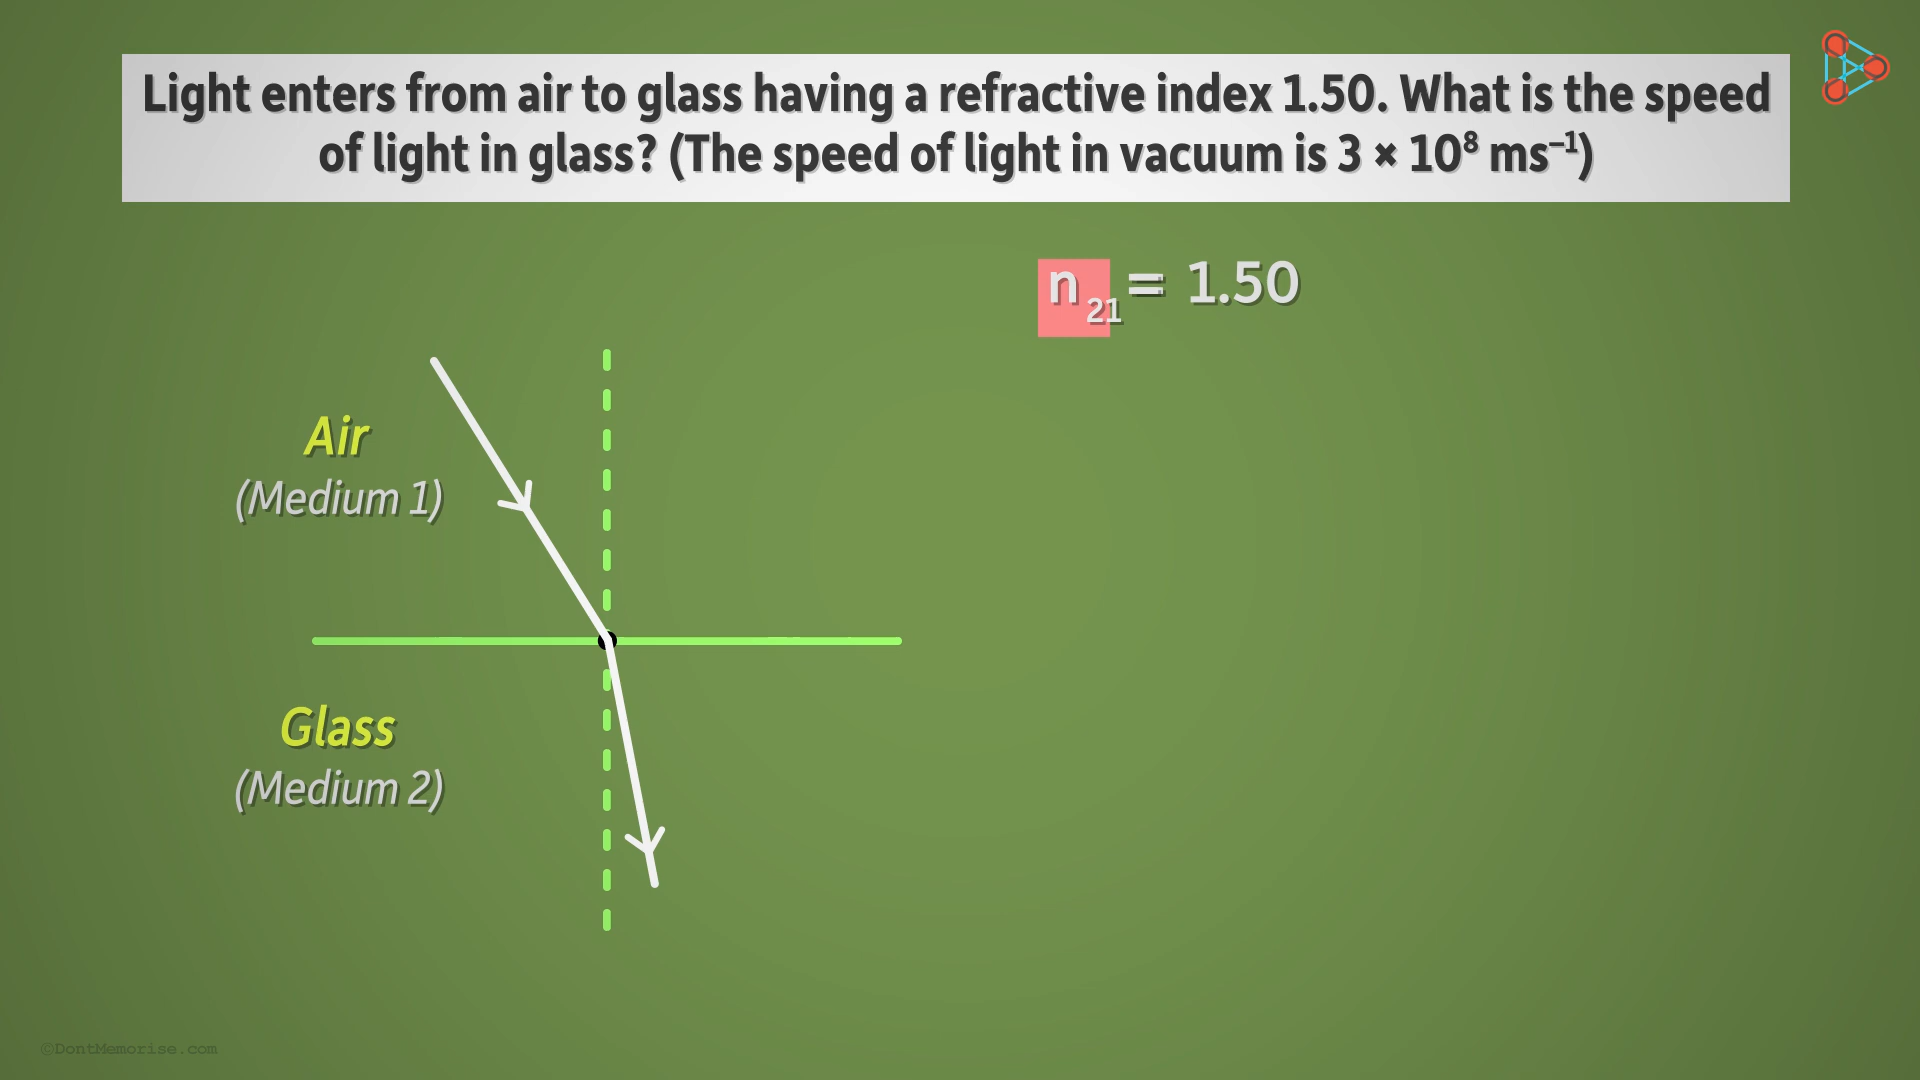 Light enters from air to glass having a refractive index 1.50. What is the speed
of light in glass? (The speed of light in vacuum is 3 × 10⁸ ms⁻¹)
n₂₁ = 1.50
Air
(Medium 1)
Glass
(Medium 2)
©DontMemorise.com